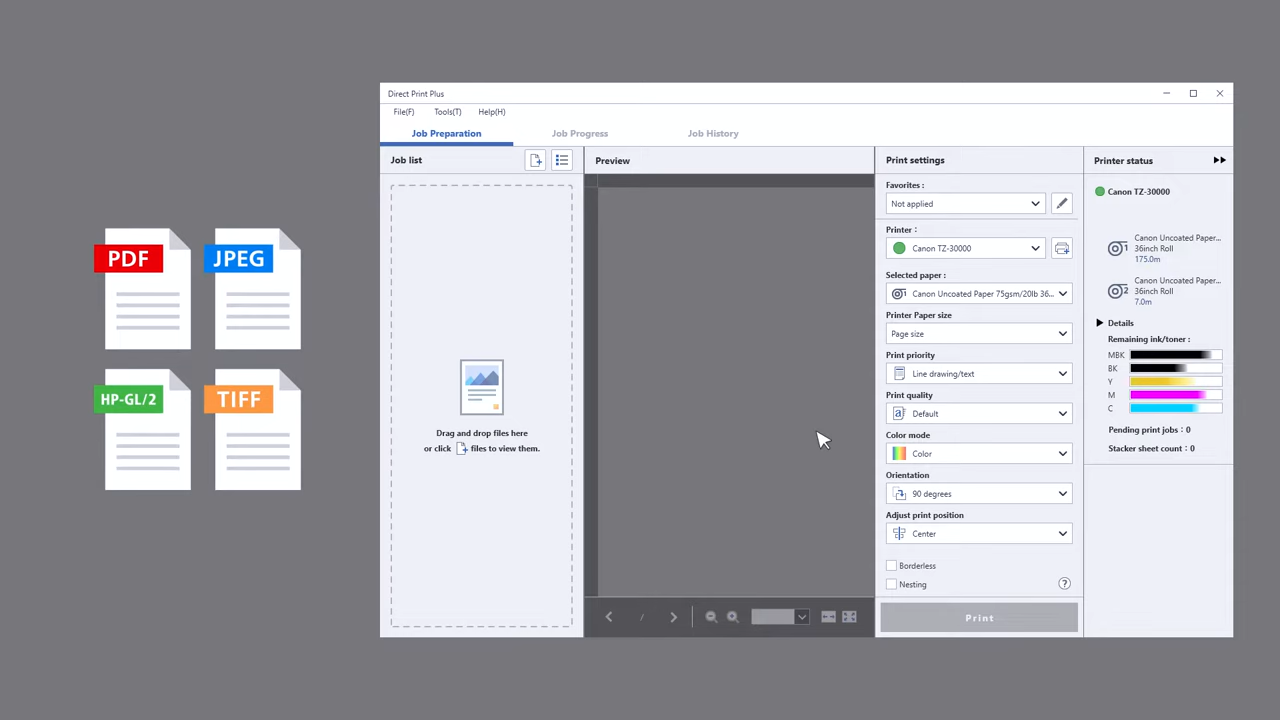 PDF
JPEG
HP-GL/2
TIFF
Direct Print Plus
File(F) Tools(T) Help(H)
Job Preparation Job Progress Job History
Job list
Drag and drop files here
or click files to view them.
Preview
/
Print settings
Favorites :
Not applied
Printer :
Canon TZ-30000
Selected paper :
1 Canon Uncoated Paper 75gsm/20lb 36...
Printer Paper size
Page size
Print priority
Line drawing/text
Print quality
a Default
Color mode
Color
Orientation
90 degrees
Adjust print position
Center
Borderless
Nesting ?
Print
Printer status
Canon TZ-30000
1 Canon Uncoated Paper...
36inch Roll
175.0m
2 Canon Uncoated Paper...
36inch Roll
7.0m
Details
Remaining ink/toner :
MBK
BK
Y
M
C
Pending print jobs : 0
Stacker sheet count : 0